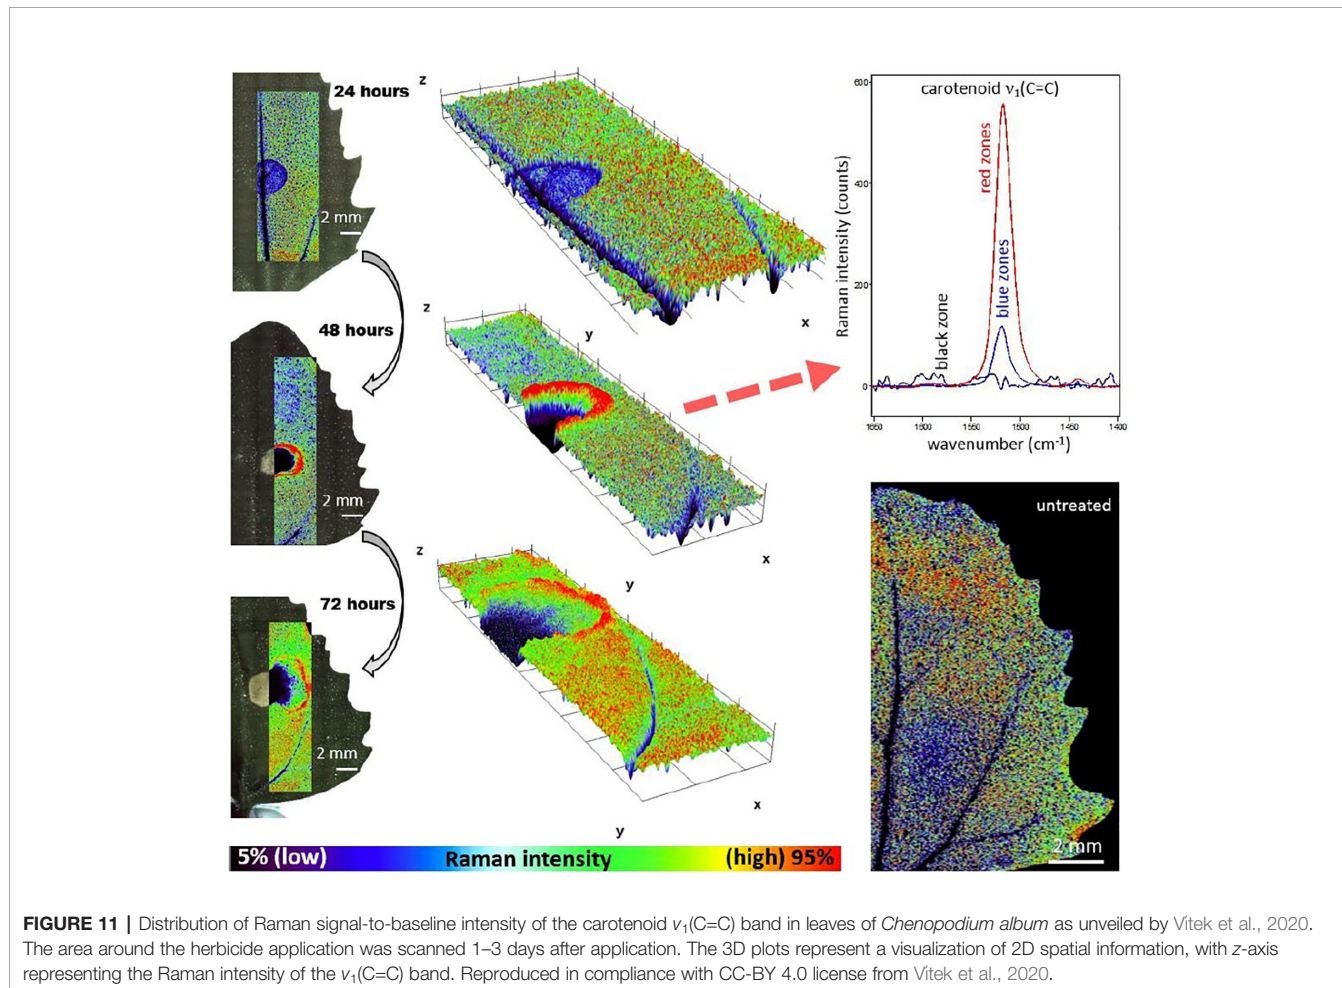 24 hours
2 mm
48 hours
2 mm
72 hours
2 mm
z
y
x
z
y
x
z
y
x
carotenoid ν₁(C=C)
Raman intensity (counts)
600
400
200
0
red zones
blue zones
black zone
1650
1600
1550
1500
1450
1400
wavenumber (cm⁻¹)
untreated
2 mm
5% (low) Raman intensity (high) 95%
FIGURE 11 | Distribution of Raman signal-to-baseline intensity of the carotenoid ν₁(C=C) band in leaves of Chenopodium album as unveiled by Vítek et al., 2020.
The area around the herbicide application was scanned 1–3 days after application. The 3D plots represent a visualization of 2D spatial information, with z-axis
representing the Raman intensity of the ν₁(C=C) band. Reproduced in compliance with CC-BY 4.0 license from Vítek et al., 2020.